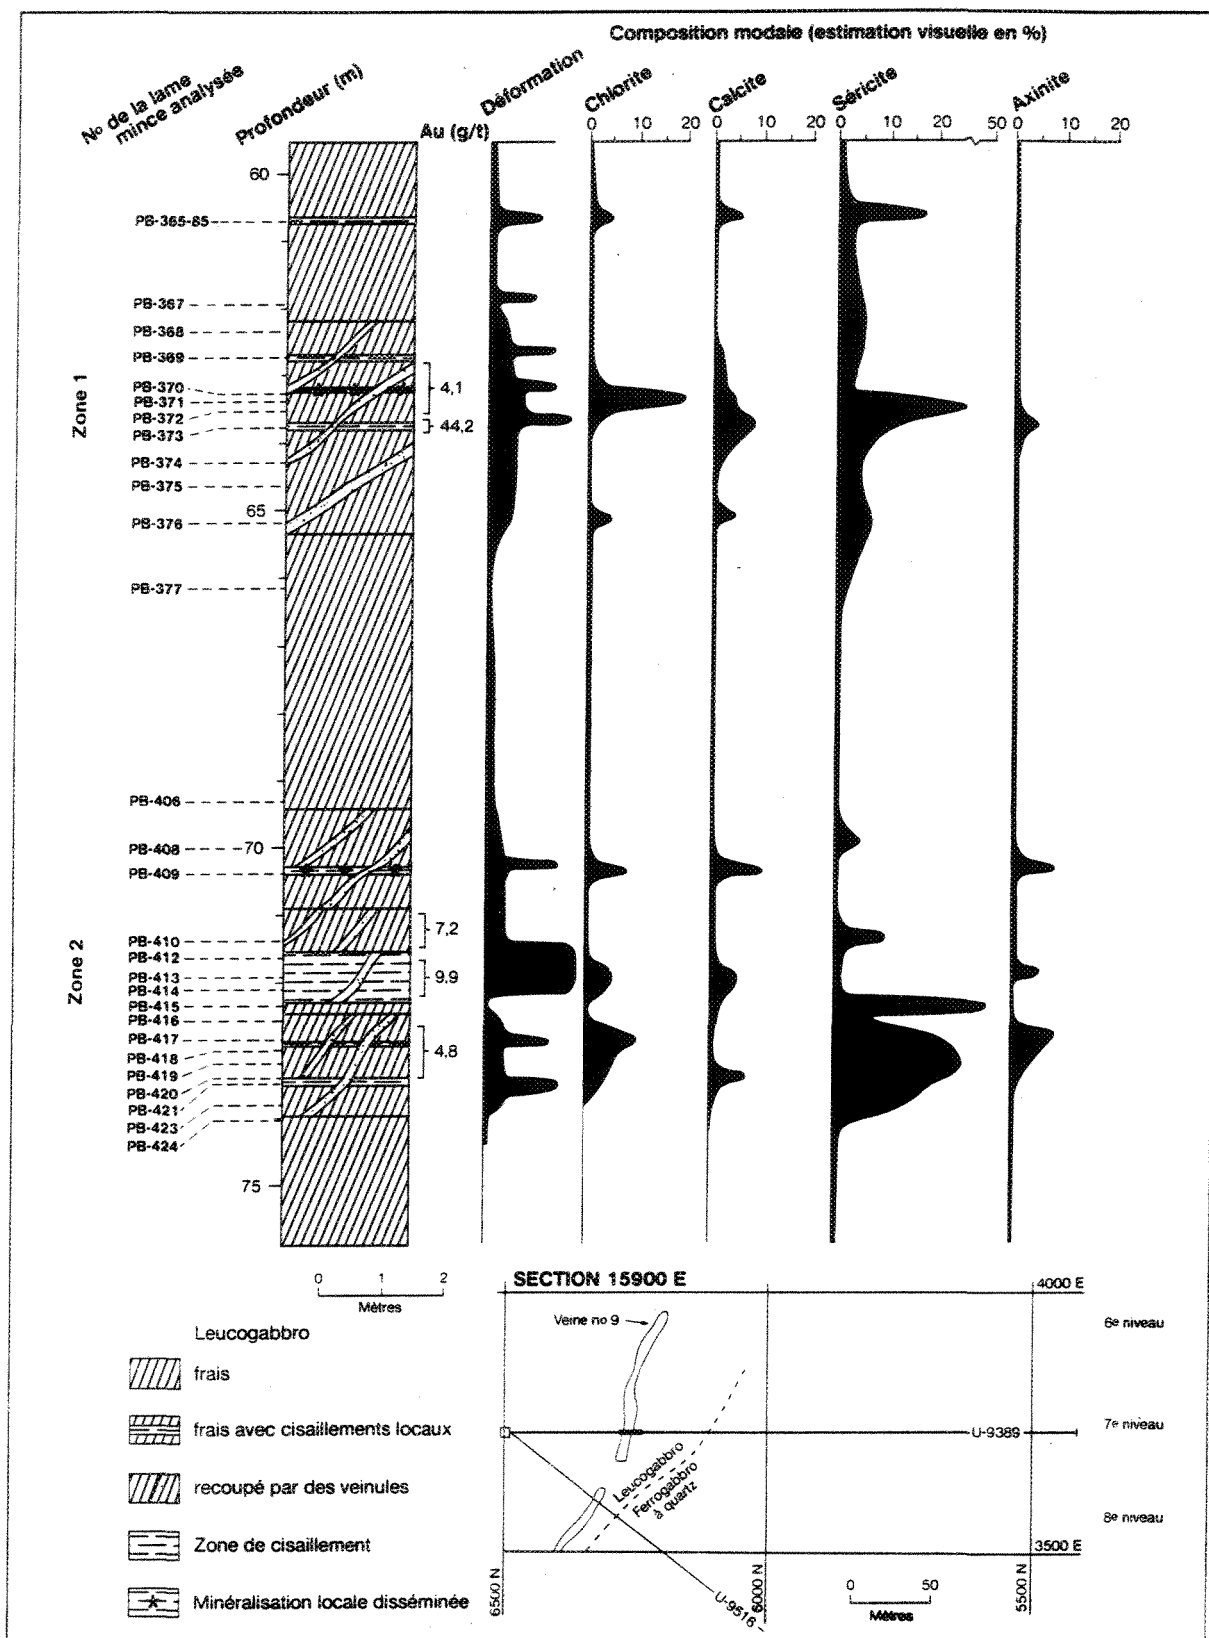 Composition modale (estimation visuelle en %)
No de la lame
mince analysée
Profondeur (m)
Au (g/t)
Déformation
Chlorite
Calcite
Séricite
Axinite
0 10 20
0 10 20
0 10 20 50
0 10 20
60
PB-365-85
PB-367
PB-368
PB-369
PB-370
PB-371
PB-372
PB-373
PB-374
PB-375
PB-376
PB-377
Zone 1
4,1
44,2
65
PB-406
PB-408
70
PB-409
PB-410
PB-412
PB-413
PB-414
PB-415
PB-416
PB-417
PB-418
PB-419
PB-420
PB-421
PB-423
PB-424
Zone 2
7,2
9,9
4,8
75
0 1 2
Mètres
Leucogabbro
frais
frais avec cisaillements locaux
recoupé par des veinules
Zone de cisaillement
Minéralisation locale disséminée
SECTION 15900 E
4000 E
Veine no 9
6e niveau
7e niveau
U-9389
Leucogabbro
Ferrogabbro
à quartz
8e niveau
3500 E
6500 N
U-9516
6000 N
5500 N
0 50
Mètres